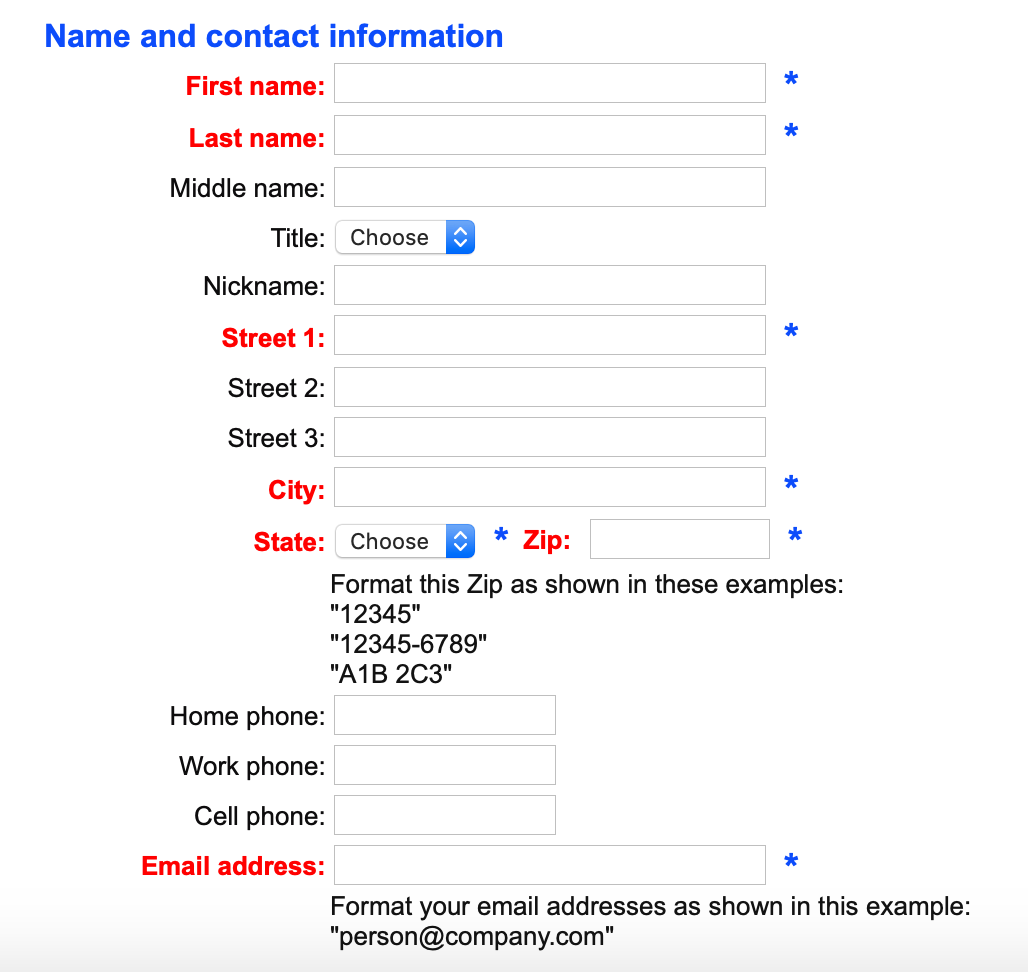 Name and contact information
First name: *
Last name: *
Middle name:
Title: Choose
Nickname:
Street 1: *
Street 2:
Street 3:
City: *
State: Choose * Zip: *
Format this Zip as shown in these examples:
"12345"
"12345-6789"
"A1B 2C3"
Home phone:
Work phone:
Cell phone:
Email address: *
Format your email addresses as shown in this example:
"person@company.com"